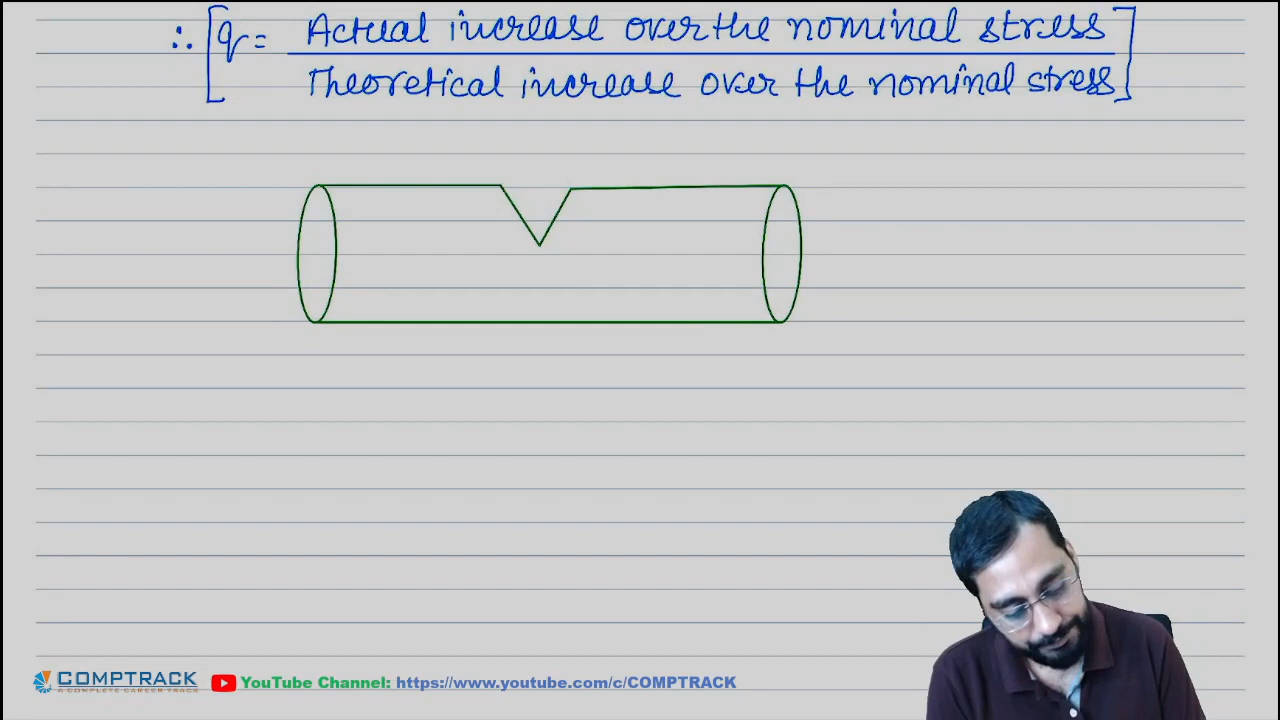 ∴ [q = Actual increase over the nominal stress
Theoretical increase over the nominal stress]
COMPTRACK
A COMPLETE CAREER TRACK
YouTube Channel: https://www.youtube.com/c/COMPTRACK